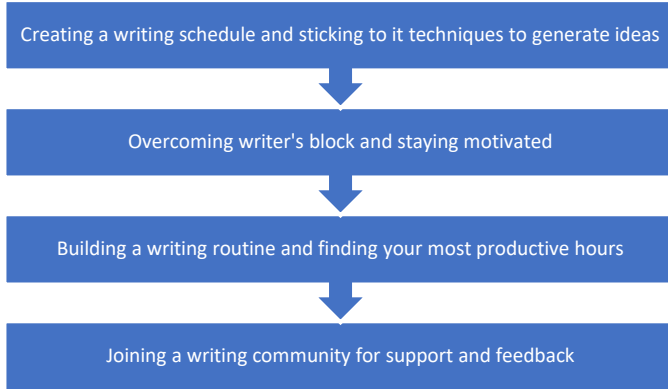 Creating a writing schedule and sticking to it techniques to generate ideas
Overcoming writer's block and staying motivated
Building a writing routine and finding your most productive hours
Joining a writing community for support and feedback